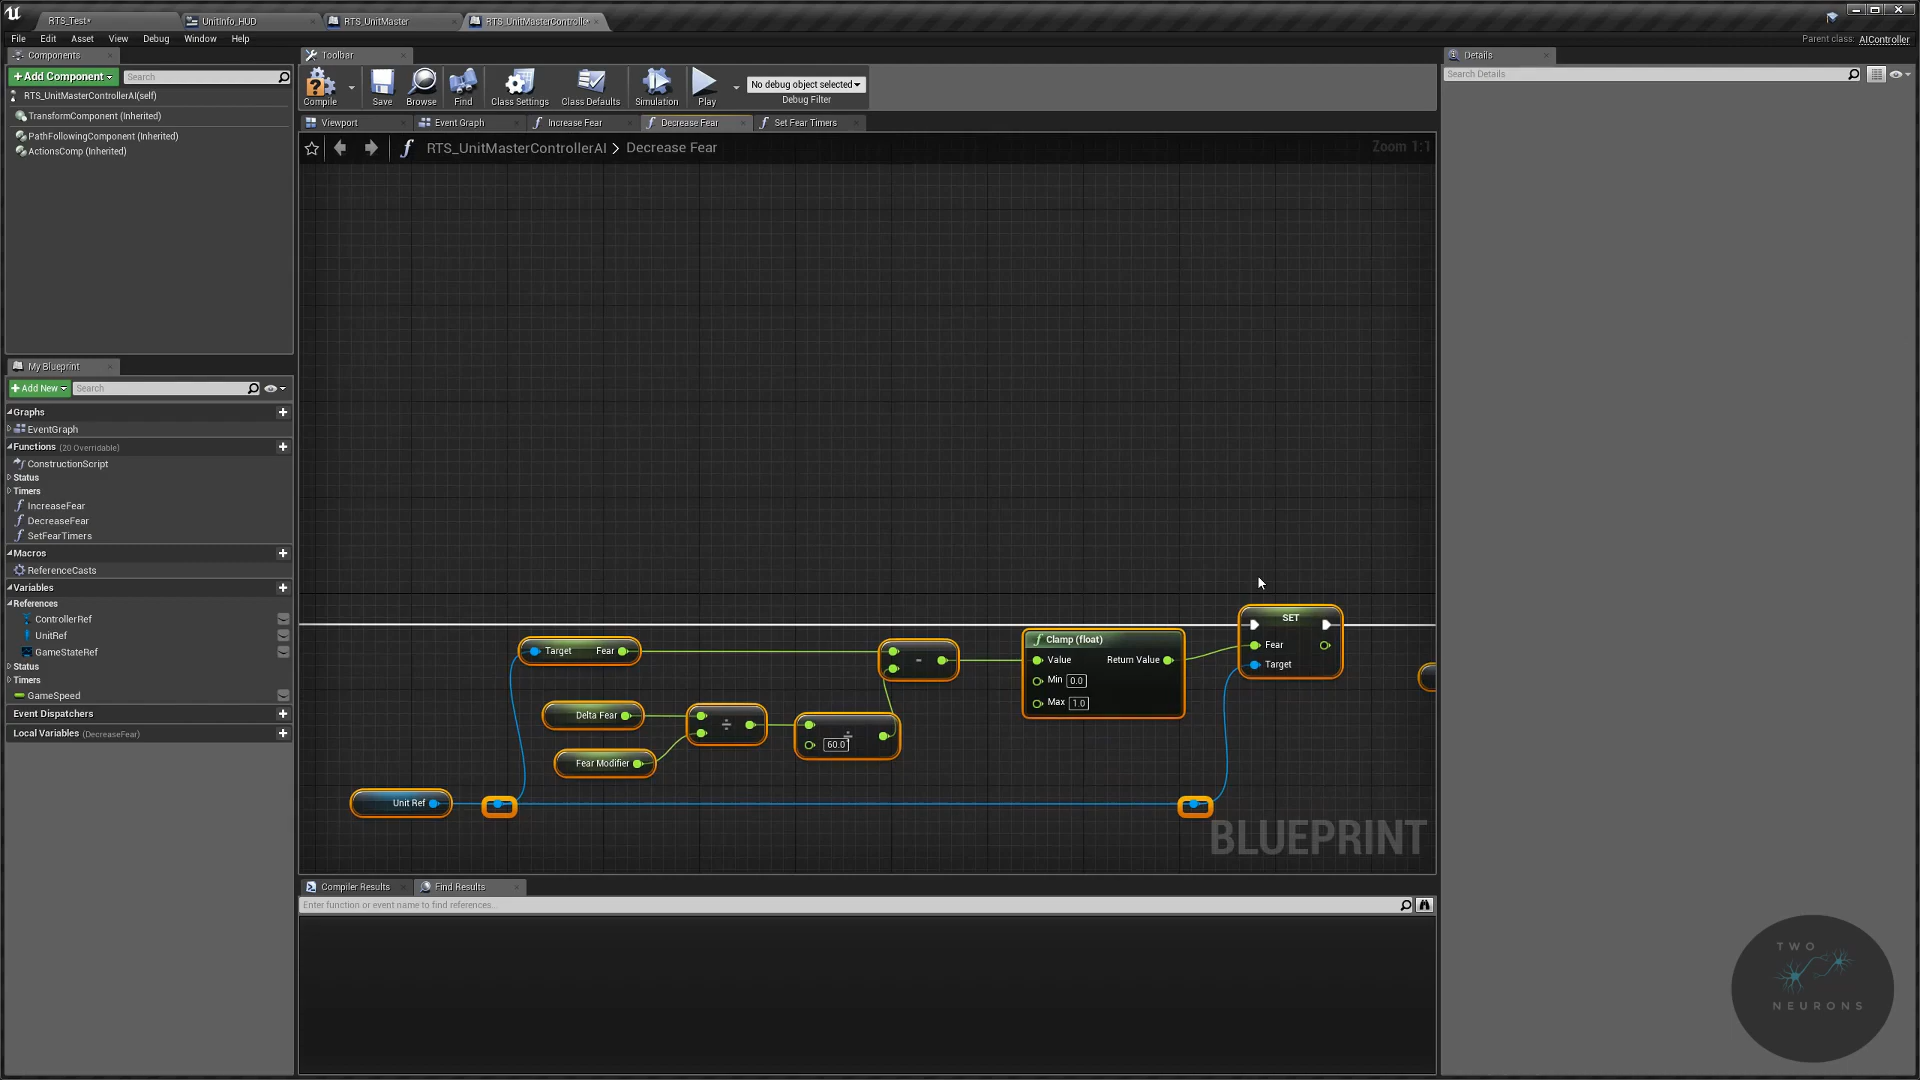 RTS_Test*
UnitInfo_HUD
RTS_UnitMaster
RTS_UnitMasterControlle
File Edit Asset View Debug Window Help
Parent class: AIController
Components
+Add Component
Search
RTS_UnitMasterControllerAI(self)
TransformComponent (Inherited)
PathFollowingComponent (Inherited)
ActionsComp (Inherited)
Toolbar
Compile
Save
Browse
Find
Class Settings
Class Defaults
Simulation
Play
No debug object selected
Debug Filter
Viewport
Event Graph
Increase Fear
Decrease Fear
Set Fear Timers
RTS_UnitMasterControllerAI > Decrease Fear
Zoom 1:1
My Blueprint
+Add New
Search
Graphs
EventGraph
Functions (20 Overridable)
ConstructionScript
Status
Timers
IncreaseFear
DecreaseFear
SetFearTimers
Macros
ReferenceCasts
Variables
References
ControllerRef
UnitRef
GameStateRef
Status
Timers
GameSpeed
Event Dispatchers
Local Variables (DecreaseFear)
Target Fear
Delta Fear
Fear Modifier
Unit Ref
÷
÷
60.0
-
Clamp (float)
Value Return Value
Min 0.0
Max 1.0
SET
Fear
Target
BLUEPRINT
Compiler Results
Find Results
Enter function or event name to find references...
Details
Search Details
TWO
NEURONS